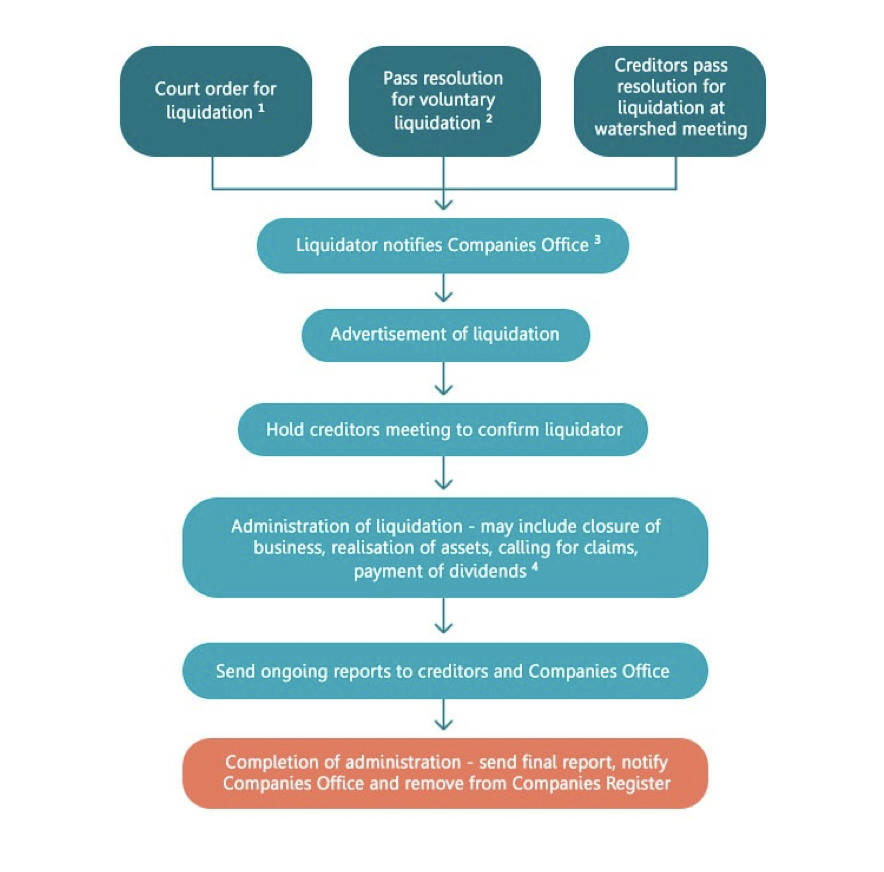 Court order for
liquidation 1
Pass resolution
for voluntary
liquidation 2
Creditors pass
resolution for
liquidation at
watershed meeting
Liquidator notifies Companies Office 3
Advertisement of liquidation
Hold creditors meeting to confirm liquidator
Administration of liquidation - may include closure of
business, realisation of assets, calling for claims,
payment of dividends 4
Send ongoing reports to creditors and Companies Office
Completion of administration - send final report, notify
Companies Office and remove from Companies Register